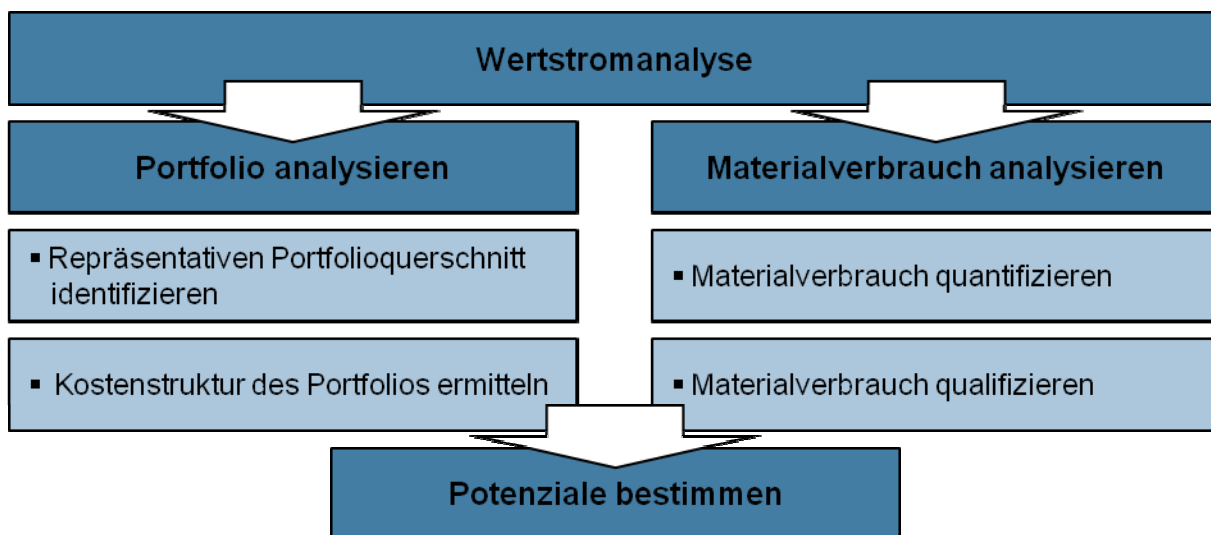 Wertstromanalyse
Portfolio analysieren
▪ Repräsentativen Portfolioquerschnitt
identifizieren
▪ Kostenstruktur des Portfolios ermitteln
Materialverbrauch analysieren
▪ Materialverbrauch quantifizieren
▪ Materialverbrauch qualifizieren
Potenziale bestimmen